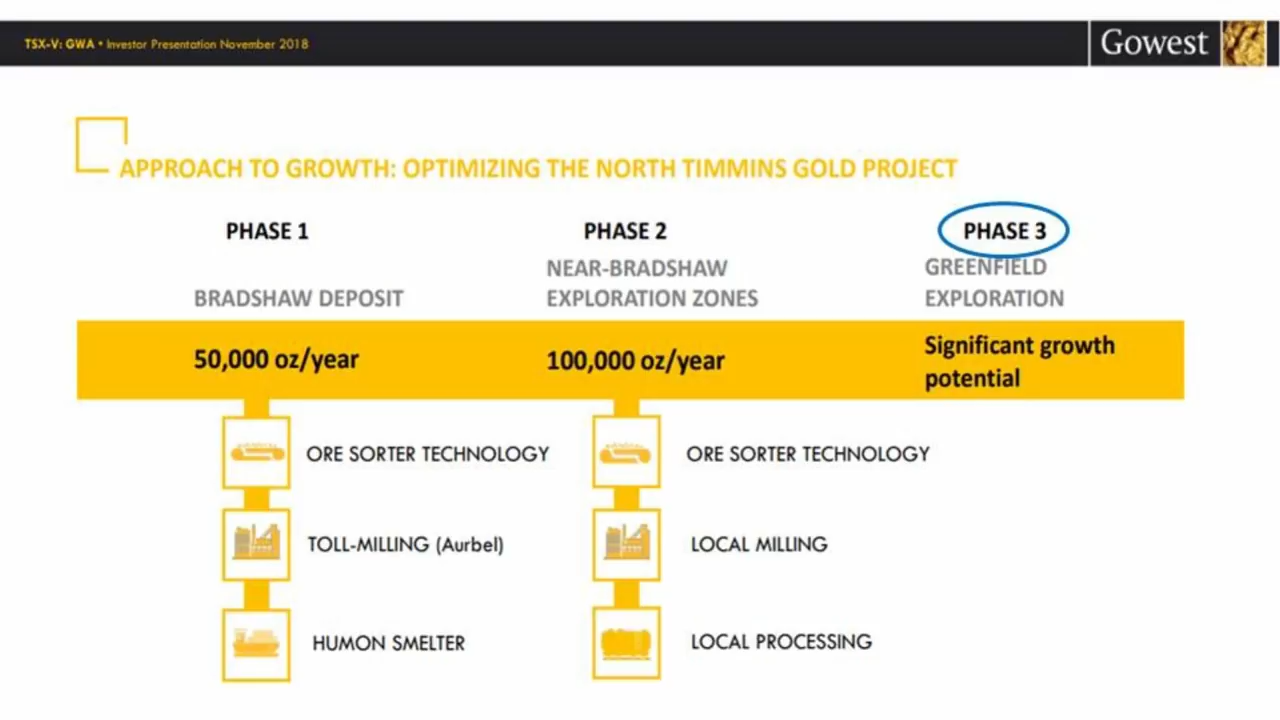 TSX-V: GWA • Investor Presentation November 2018
Gowest
APPROACH TO GROWTH: OPTIMIZING THE NORTH TIMMINS GOLD PROJECT
PHASE 1
BRADSHAW DEPOSIT
50,000 oz/year
ORE SORTER TECHNOLOGY
TOLL-MILLING (Aurbel)
HUMON SMELTER
PHASE 2
NEAR-BRADSHAW
EXPLORATION ZONES
100,000 oz/year
ORE SORTER TECHNOLOGY
LOCAL MILLING
LOCAL PROCESSING
PHASE 3
GREENFIELD
EXPLORATION
Significant growth
potential